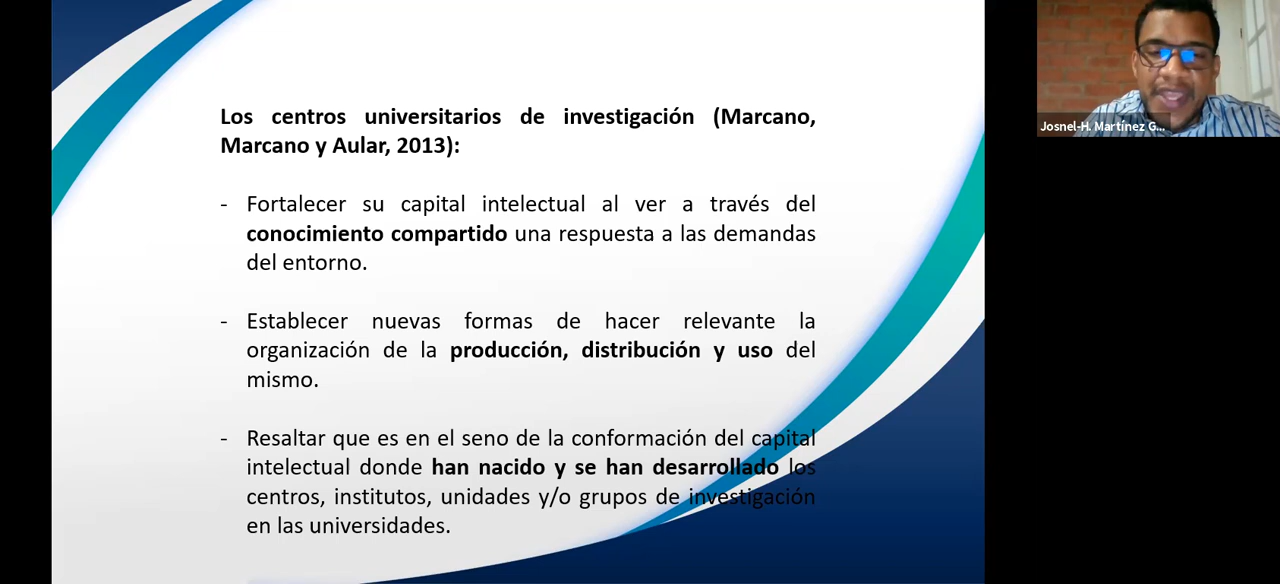 Los centros universitarios de investigación (Marcano,
Marcano y Aular, 2013):
- Fortalecer su capital intelectual al ver a través del
conocimiento compartido una respuesta a las demandas
del entorno.
- Establecer nuevas formas de hacer relevante la
organización de la producción, distribución y uso del
mismo.
- Resaltar que es en el seno de la conformación del capital
intelectual donde han nacido y se han desarrollado los
centros, institutos, unidades y/o grupos de investigación
en las universidades.
Josnel-H. Martínez G...